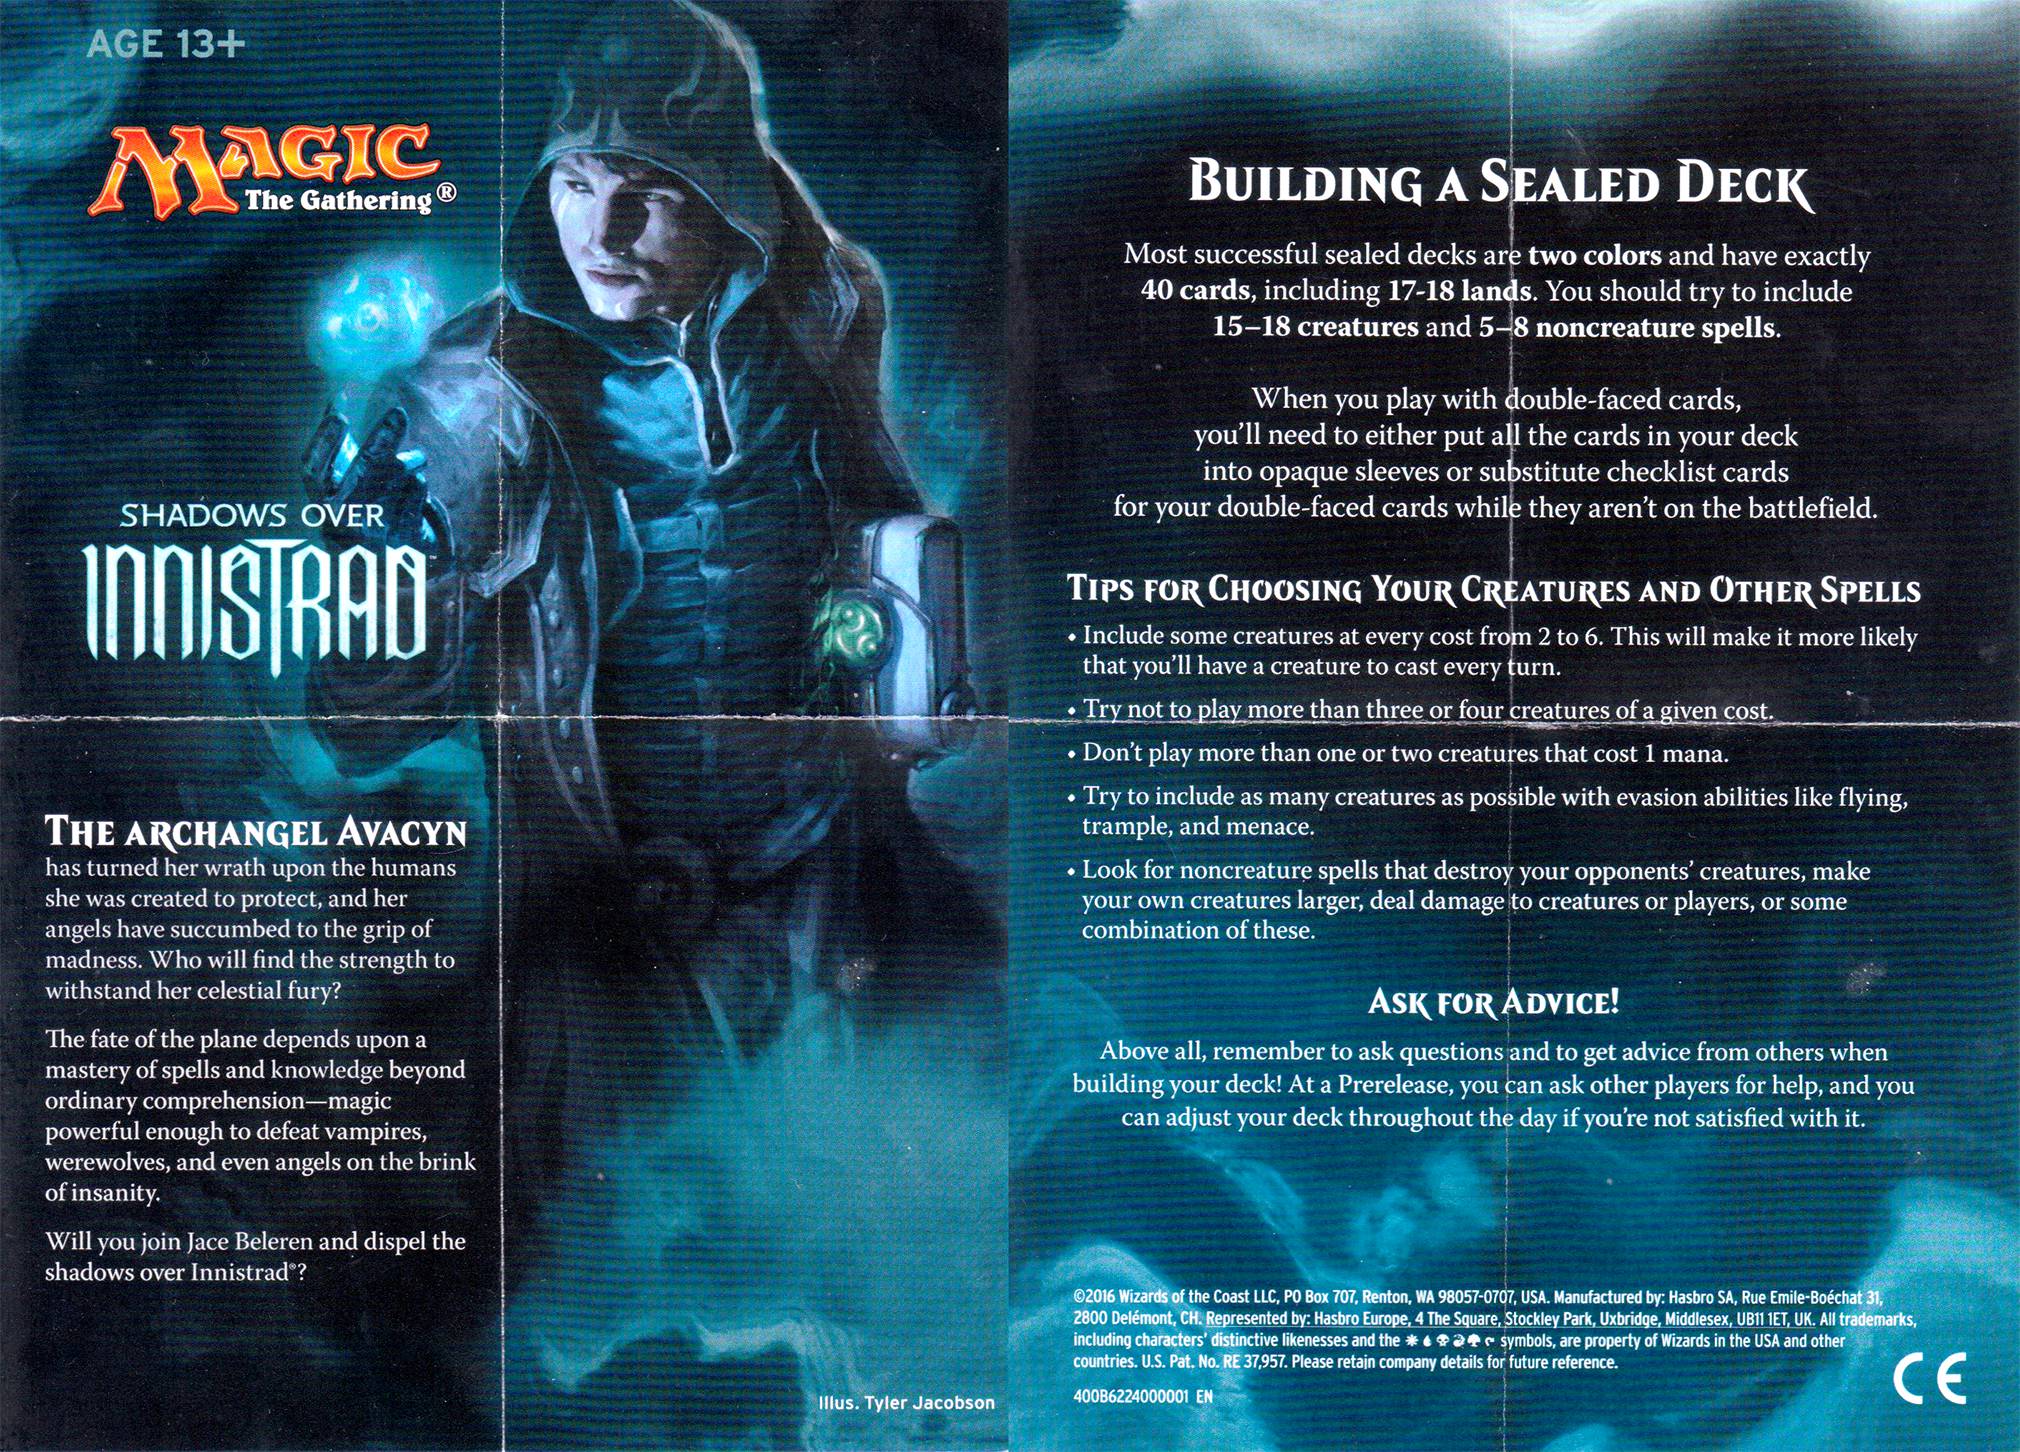 AGE 13+
MAGIC
The Gathering®
SHADOWS OVER
INNISTRAD™
THE ARCHANGEL AVACYN
has turned her wrath upon the humans
she was created to protect, and her
angels have succumbed to the grip of
madness. Who will find the strength to
withstand her celestial fury?
The fate of the plane depends upon a
mastery of spells and knowledge beyond
ordinary comprehension—magic
powerful enough to defeat vampires,
werewolves, and even angels on the brink
of insanity.
Will you join Jace Beleren and dispel the
shadows over Innistrad®?
Illus. Tyler Jacobson
BUILDING A SEALED DECK
Most successful sealed decks are two colors and have exactly
40 cards, including 17-18 lands. You should try to include
15–18 creatures and 5–8 noncreature spells.
When you play with double-faced cards,
you'll need to either put all the cards in your deck
into opaque sleeves or substitute checklist cards
for your double-faced cards while they aren't on the battlefield.
TIPS FOR CHOOSING YOUR CREATURES AND OTHER SPELLS
• Include some creatures at every cost from 2 to 6. This will make it more likely
that you'll have a creature to cast every turn.
• Try not to play more than three or four creatures of a given cost.
• Don't play more than one or two creatures that cost 1 mana.
• Try to include as many creatures as possible with evasion abilities like flying,
trample, and menace.
• Look for noncreature spells that destroy your opponents' creatures, make
your own creatures larger, deal damage to creatures or players, or some
combination of these.
ASK FOR ADVICE!
Above all, remember to ask questions and to get advice from others when
building your deck! At a Prerelease, you can ask other players for help, and you
can adjust your deck throughout the day if you're not satisfied with it.
©2016 Wizards of the Coast LLC, PO Box 707, Renton, WA 98057-0707, USA. Manufactured by: Hasbro SA, Rue Emile-Boéchat 31,
2800 Delémont, CH. Represented by: Hasbro Europe, 4 The Square, Stockley Park, Uxbridge, Middlesex, UB11 1ET, UK. All trademarks,
including characters' distinctive likenesses and the symbols, are property of Wizards in the USA and other
countries. U.S. Pat. No. RE 37,957. Please retain company details for future reference.
400B6224000001 EN
CE